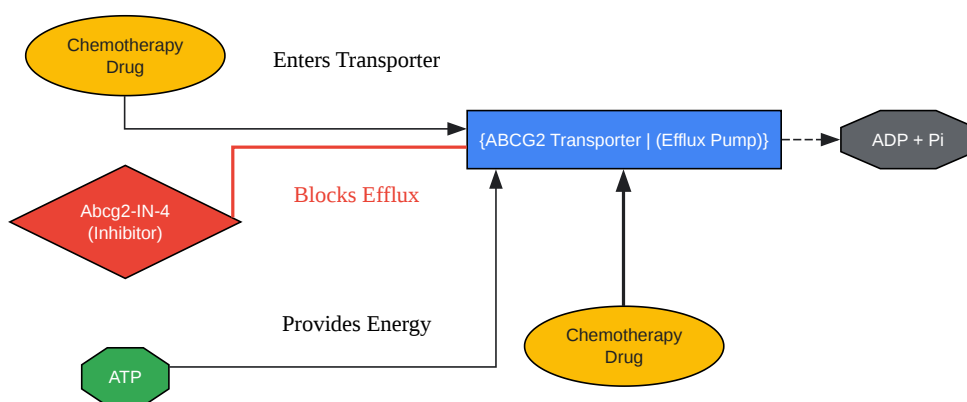 Chemotherapy
Drug
Enters Transporter
{ABCG2 Transporter | (Efflux Pump)}
ADP + Pi
Abcg2-IN-4
(Inhibitor)
Blocks Efflux
Provides Energy
Chemotherapy
Drug
ATP